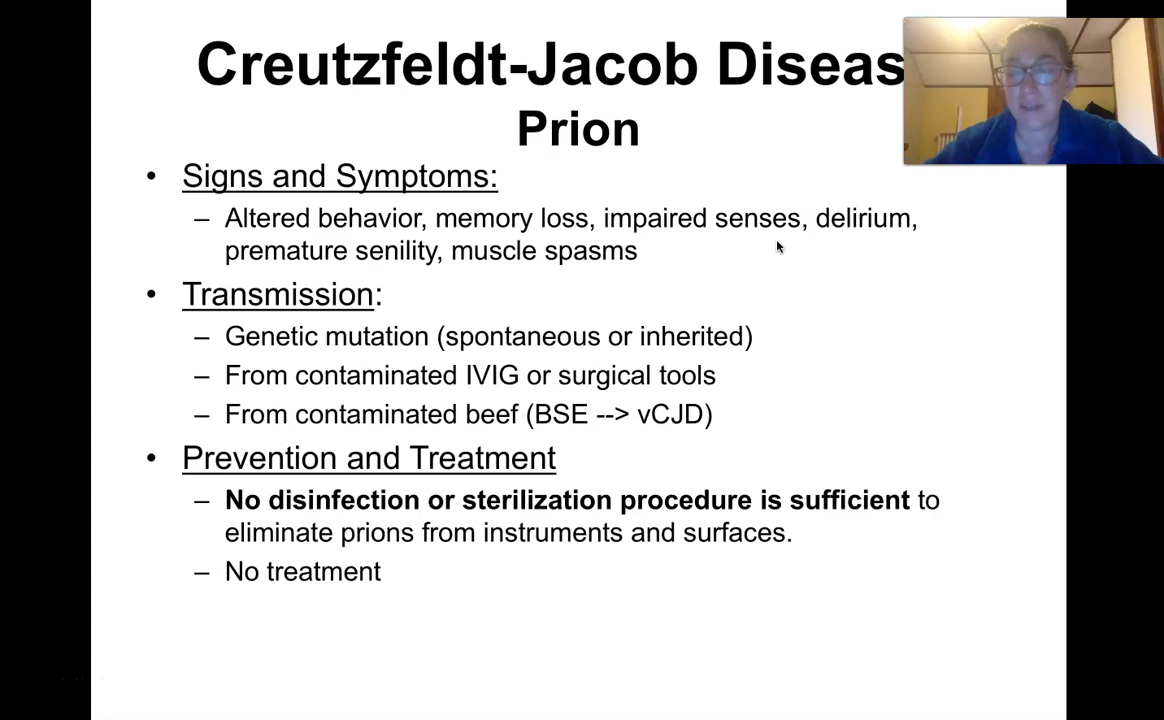 Creutzfeldt-Jacob Diseas
Prion
• Signs and Symptoms:
– Altered behavior, memory loss, impaired senses, delirium,
premature senility, muscle spasms
• Transmission:
– Genetic mutation (spontaneous or inherited)
– From contaminated IVIG or surgical tools
– From contaminated beef (BSE --> vCJD)
• Prevention and Treatment
– No disinfection or sterilization procedure is sufficient to
eliminate prions from instruments and surfaces.
– No treatment